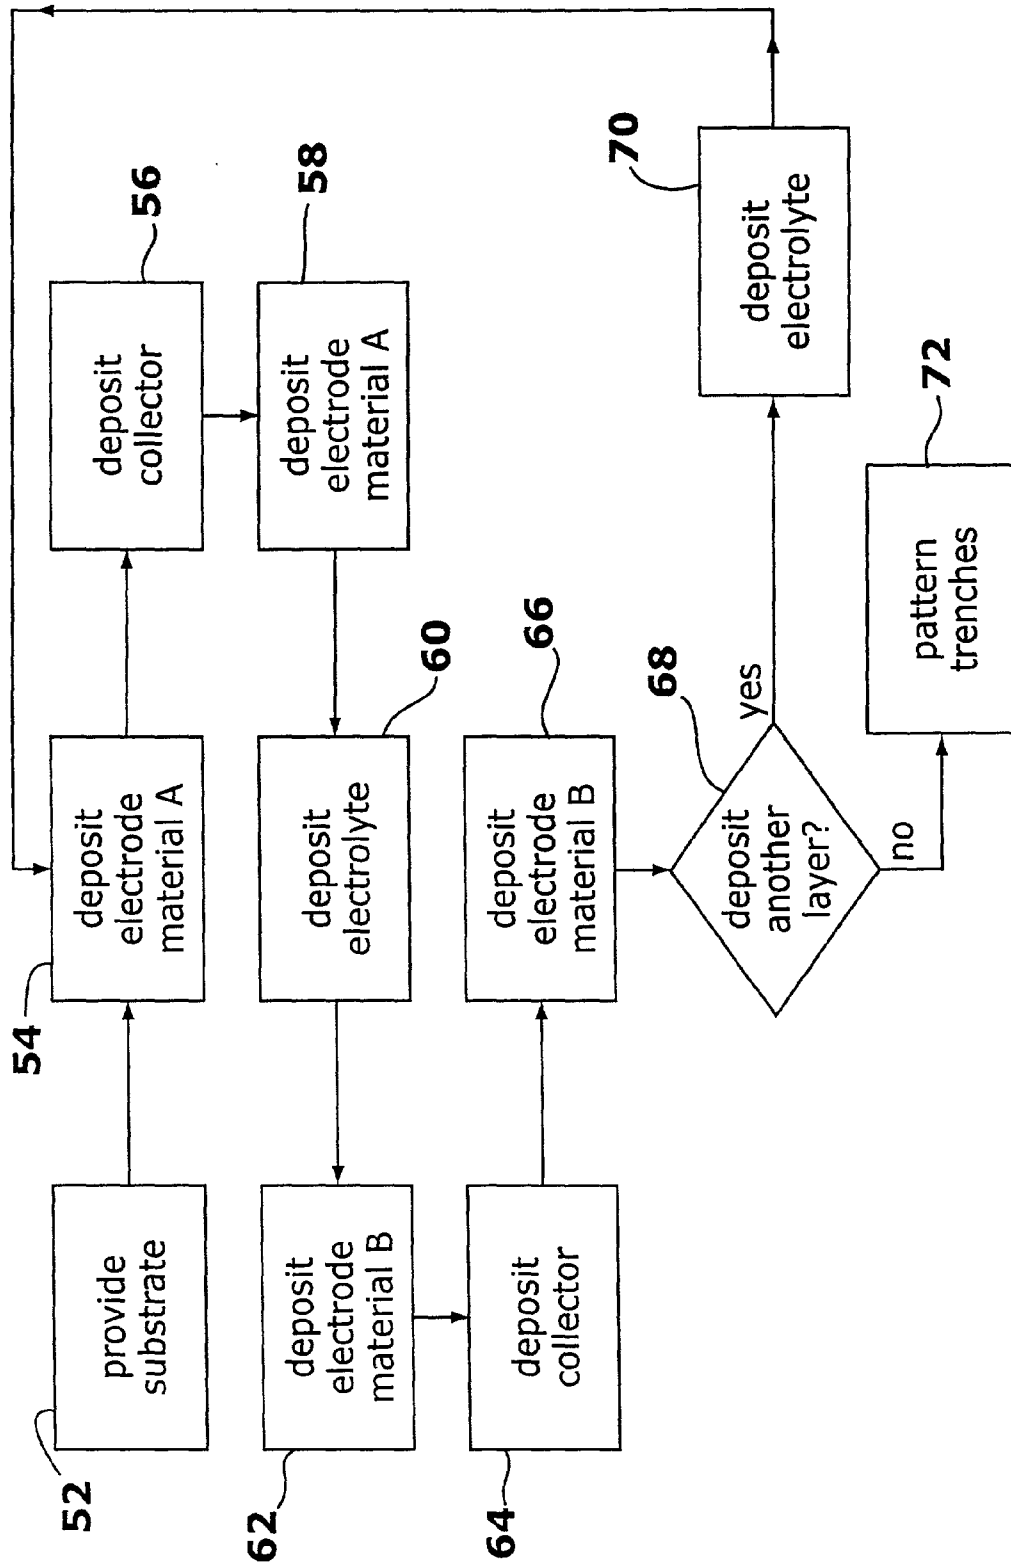 52
provide
substrate
54
deposit
electrode
material A
56
deposit
collector
58
deposit
electrode
material A
60
deposit
electrolyte
62
deposit
electrode
material B
64
deposit
collector
66
deposit
electrode
material B
68
deposit
another
layer?
yes
no
70
deposit
electrolyte
72
pattern
trenches